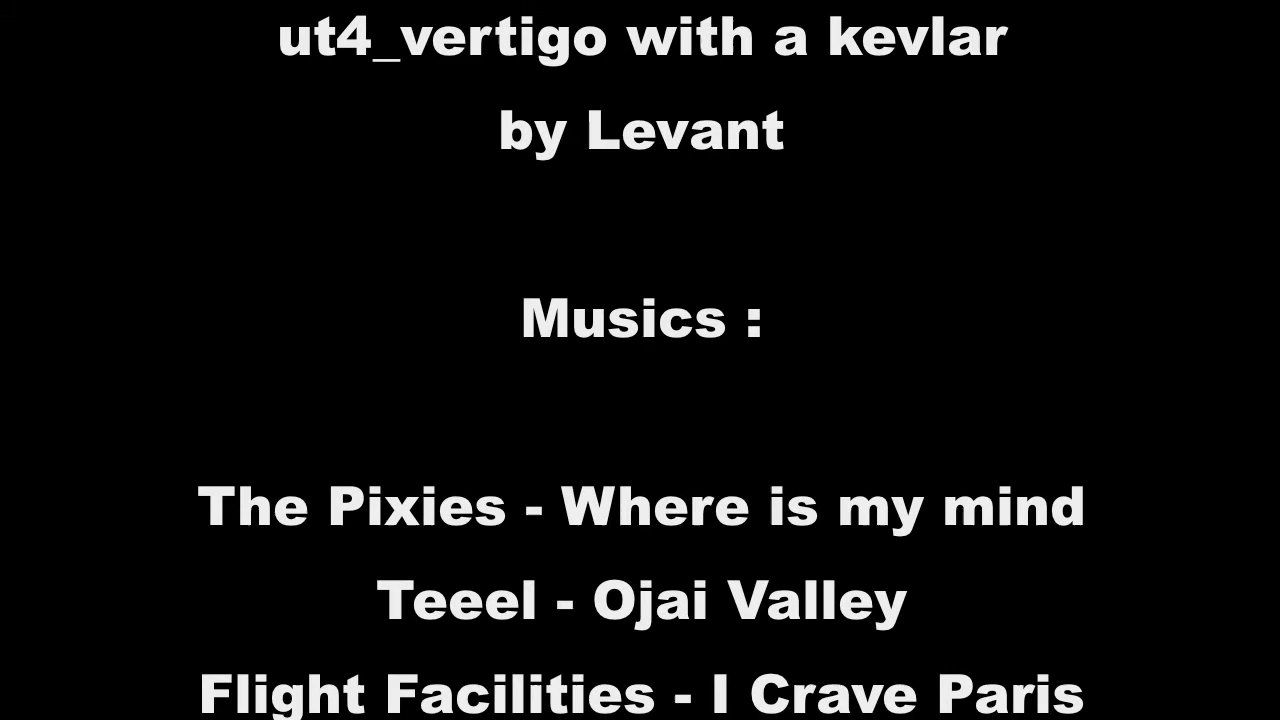 ut4_vertigo with a kevlar
by Levant
Musics :
The Pixies - Where is my mind
Teeel - Ojai Valley
Flight Facilities - I Crave Paris